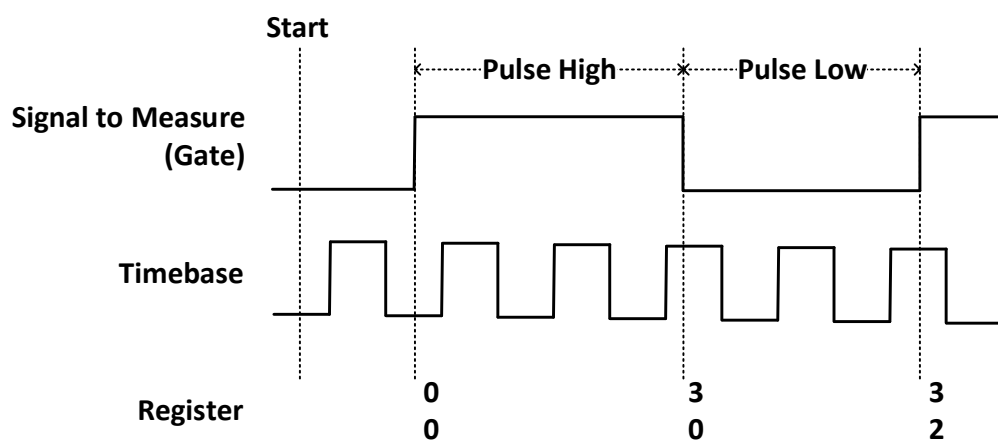 Start
Pulse High
Pulse Low
Signal to Measure
(Gate)
Timebase
Register
0 3 3
0 0 2